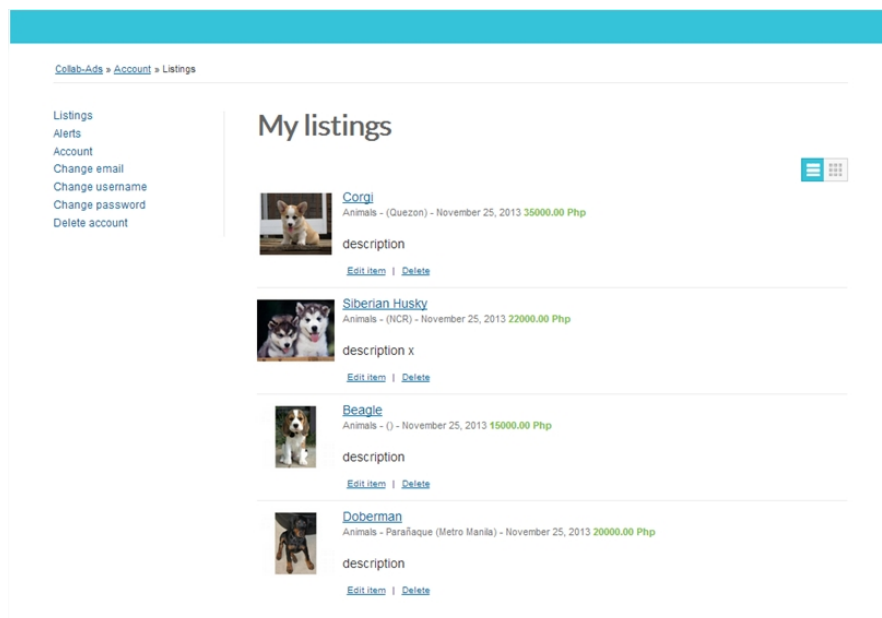 Collab-Ads » Account » Listings
Listings
Alerts
Account
Change email
Change username
Change password
Delete account
My listings
Corgi
Animals - (Quezon) - November 25, 2013 35000.00 Php
description
Edit item | Delete
Siberian Husky
Animals - (NCR) - November 25, 2013 22000.00 Php
description x
Edit item | Delete
Beagle
Animals - () - November 25, 2013 15000.00 Php
description
Edit item | Delete
Doberman
Animals - Parañaque (Metro Manila) - November 25, 2013 20000.00 Php
description
Edit item | Delete